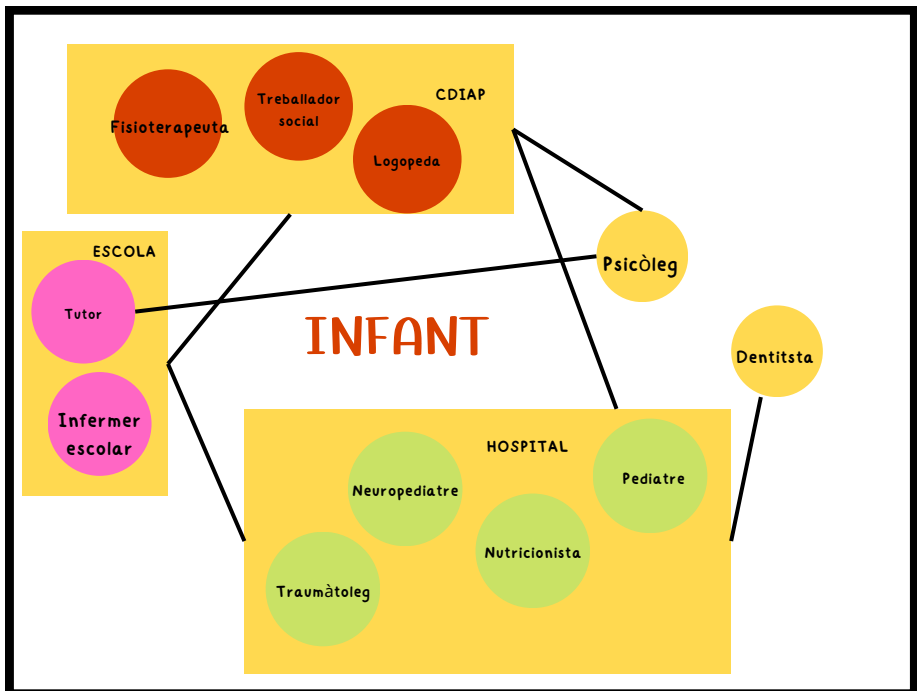 CDIAP
Fisioterapeuta
Treballador
social
Logopeda
ESCOLA
Tutor
Infermer
escolar
Psicòleg
INFANT
Dentitsta
HOSPITAL
Neuropediatre
Pediatre
Nutricionista
Traumàtoleg